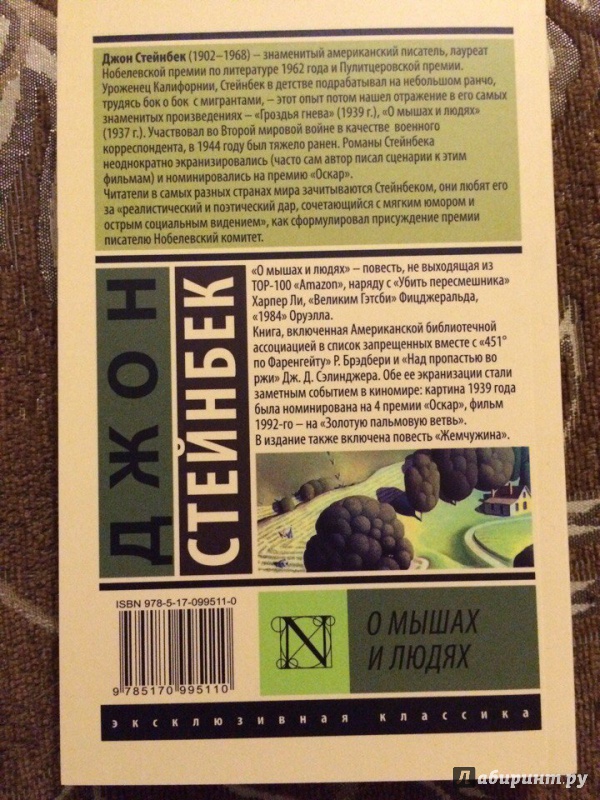 Джон Стейнбек (1902–1968) – знаменитый американский писатель, лауреат
Нобелевской премии по литературе 1962 года и Пулитцеровской премии.
Уроженец Калифорнии, Стейнбек в детстве подрабатывал на небольшом ранчо,
трудясь бок о бок с мигрантами, – этот опыт потом нашел отражение в его самых
знаменитых произведениях – «Гроздья гнева» (1939 г.), «О мышах и людях»
(1937 г.). Участвовал во Второй мировой войне в качестве военного
корреспондента, в 1944 году был тяжело ранен. Романы Стейнбека
неоднократно экранизировались (часто сам автор писал сценарии к этим
фильмам) и номинировались на премию «Оскар».
Читатели в самых разных странах мира зачитываются Стейнбеком, они любят его
за «реалистический и поэтический дар, сочетающийся с мягким юмором и
острым социальным видением», как сформулировал присуждение премии
писателю Нобелевский комитет.
ДЖОН
СТЕЙНБЕК
«О мышах и людях» – повесть, не выходящая из
TOP-100 «Amazon», наряду с «Убить пересмешника»
Харпер Ли, «Великим Гэтсби» Фицджеральда,
«1984» Оруэлла.
Книга, включенная Американской библиотечной
ассоциацией в список запрещенных вместе с «451°
по Фаренгейту» Р. Брэдбери и «Над пропастью во
ржи» Дж. Д. Сэлинджера. Обе ее экранизации стали
заметным событием в киномире: картина 1939 года
была номинирована на 4 премии «Оскар», фильм
1992-го – на «Золотую пальмовую ветвь».
В издание также включена повесть «Жемчужина».
ISBN 978-5-17-099511-0
9 785170 995110
N
О МЫШАХ
И ЛЮДЯХ
эксклюзивная классика
Лабиринт.ру